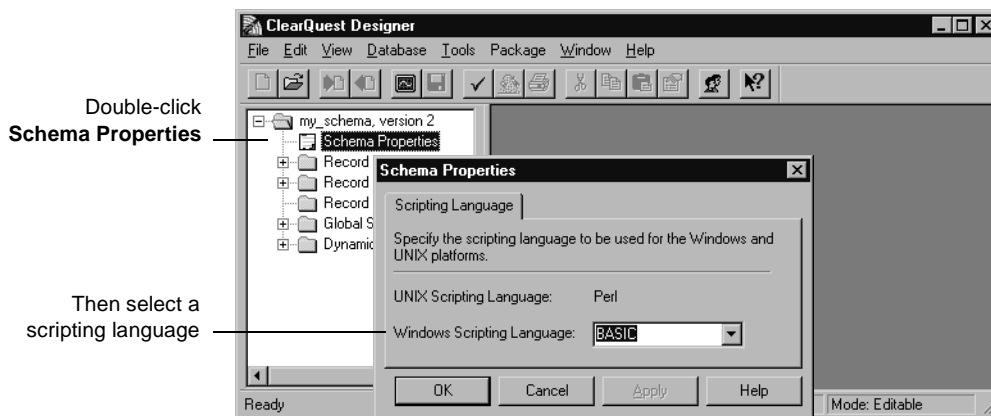 ClearQuest Designer
File Edit View Database Tools Package Window Help
Double-click
Schema Properties
my_schema, version 2
Schema Properties
Record
Record
Record
Global S
Dynamic
Schema Properties
Scripting Language
Specify the scripting language to be used for the Windows and
UNIX platforms.
UNIX Scripting Language: Perl
Then select a
scripting language
Windows Scripting Language: BASIC
OK Cancel Apply Help
Ready
Mode: Editable